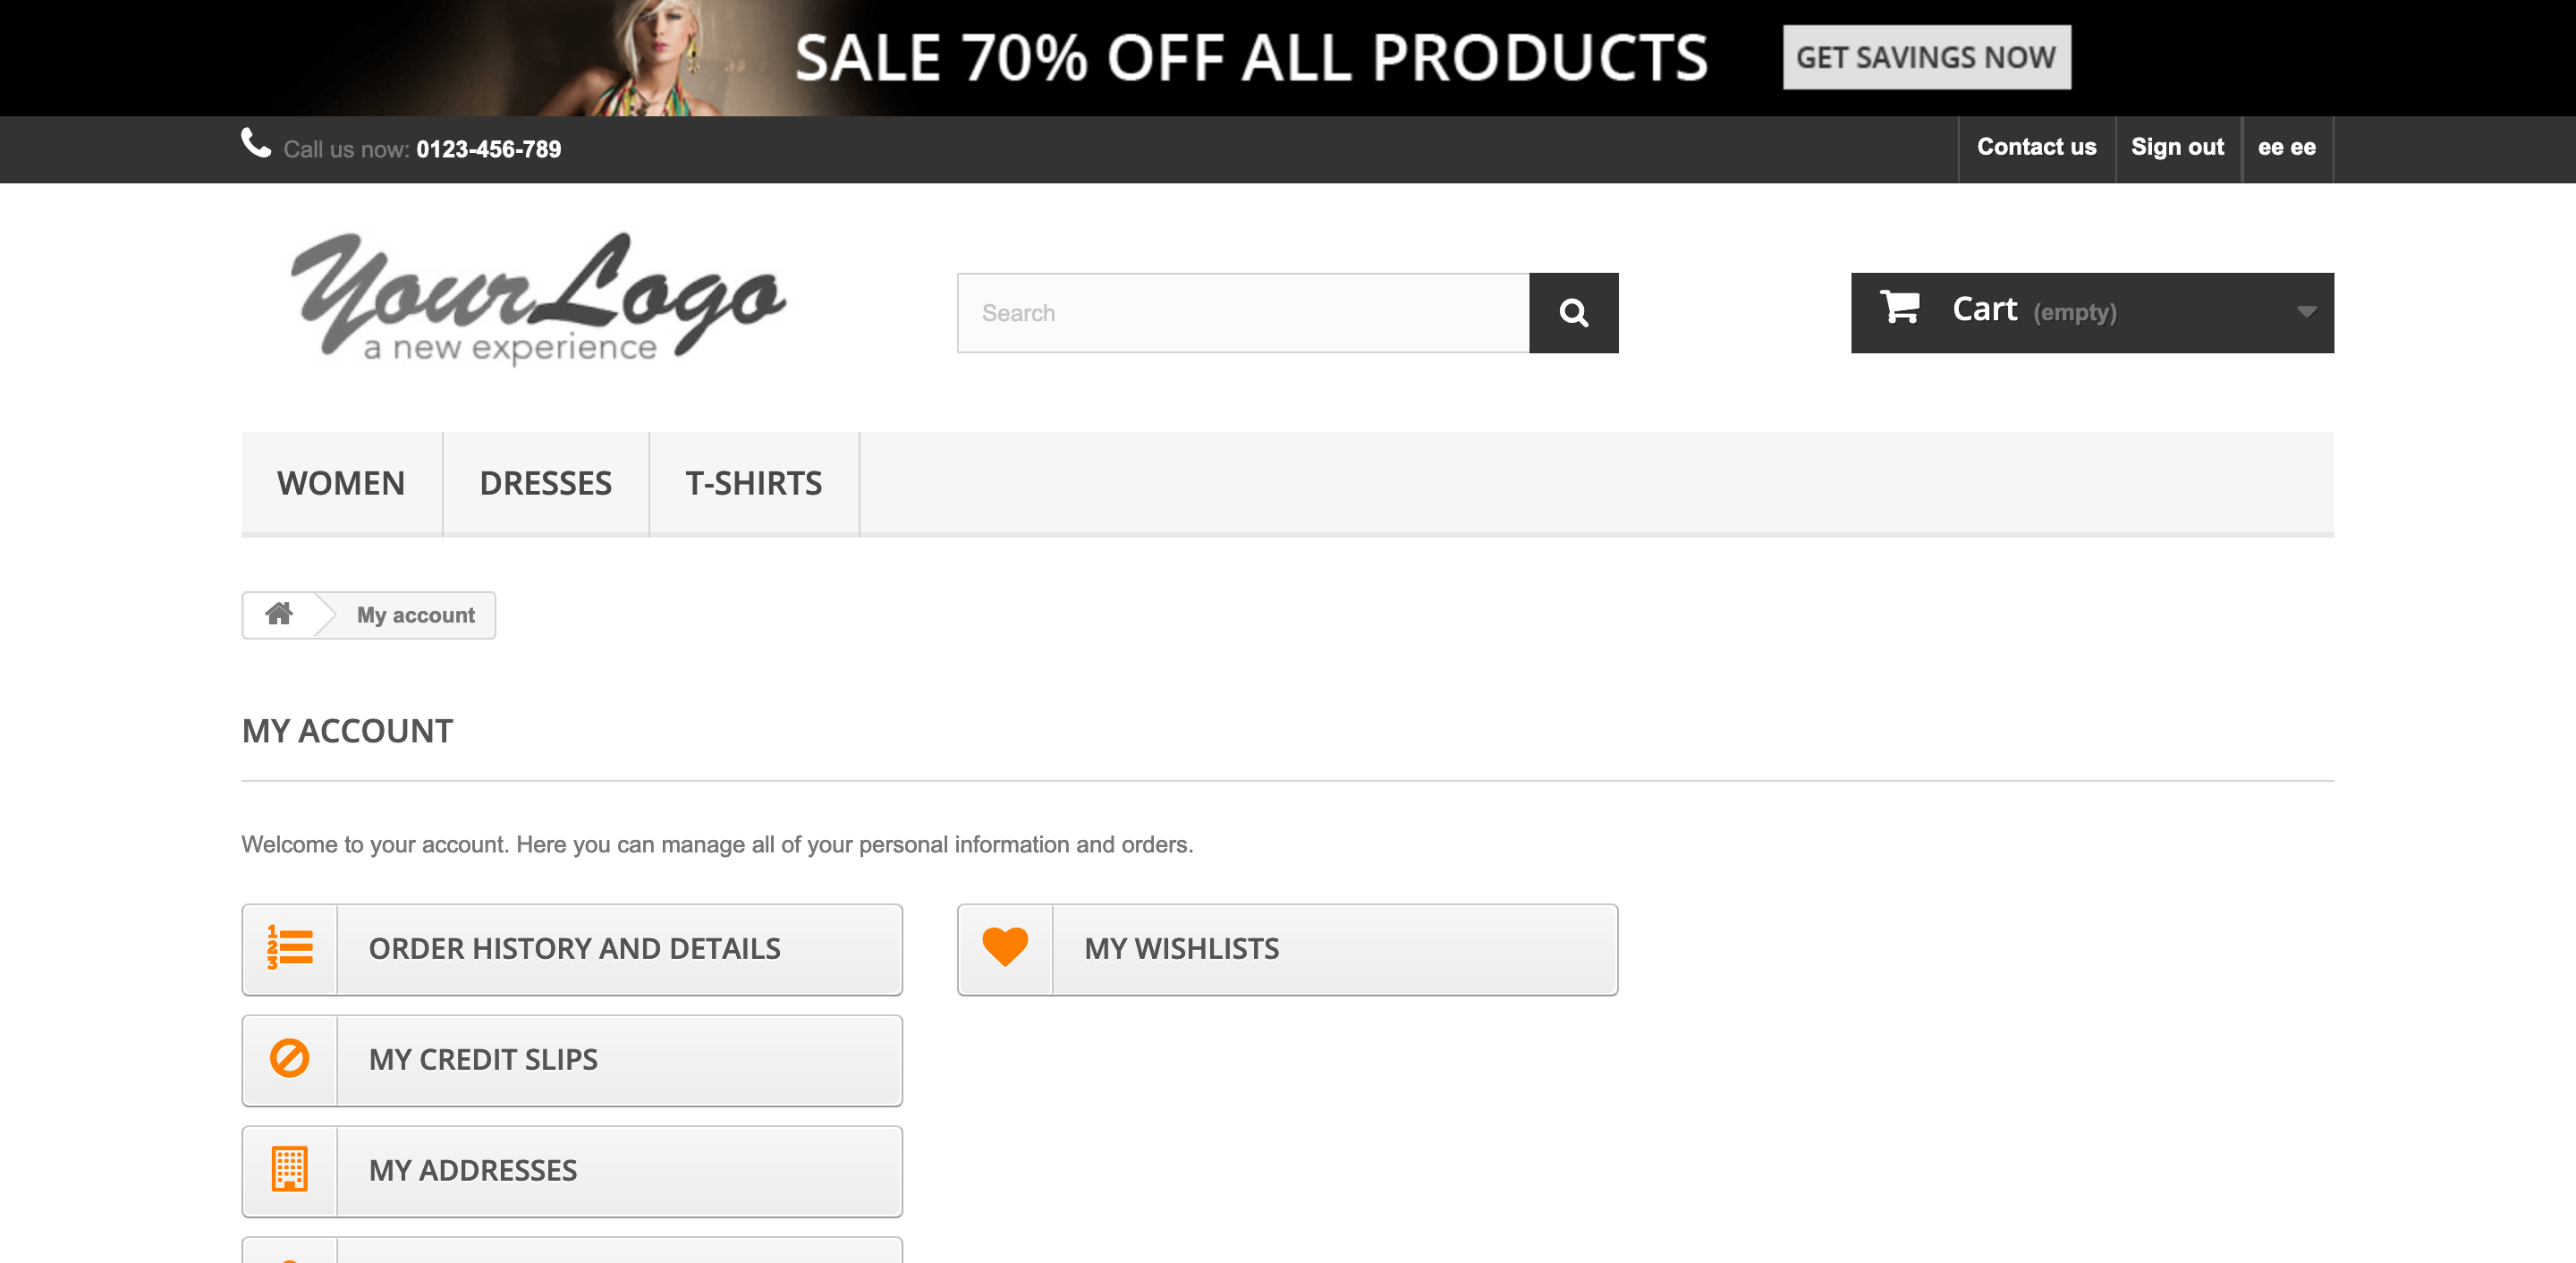 SALE 70% OFF ALL PRODUCTS GET SAVINGS NOW
Call us now: 0123-456-789 Contact us Sign out ee ee
YourLogo
a new experience
Search
Cart (empty)
WOMEN DRESSES T-SHIRTS
My account
MY ACCOUNT
Welcome to your account. Here you can manage all of your personal information and orders.
1
2
3
ORDER HISTORY AND DETAILS
MY WISHLISTS
MY CREDIT SLIPS
MY ADDRESSES